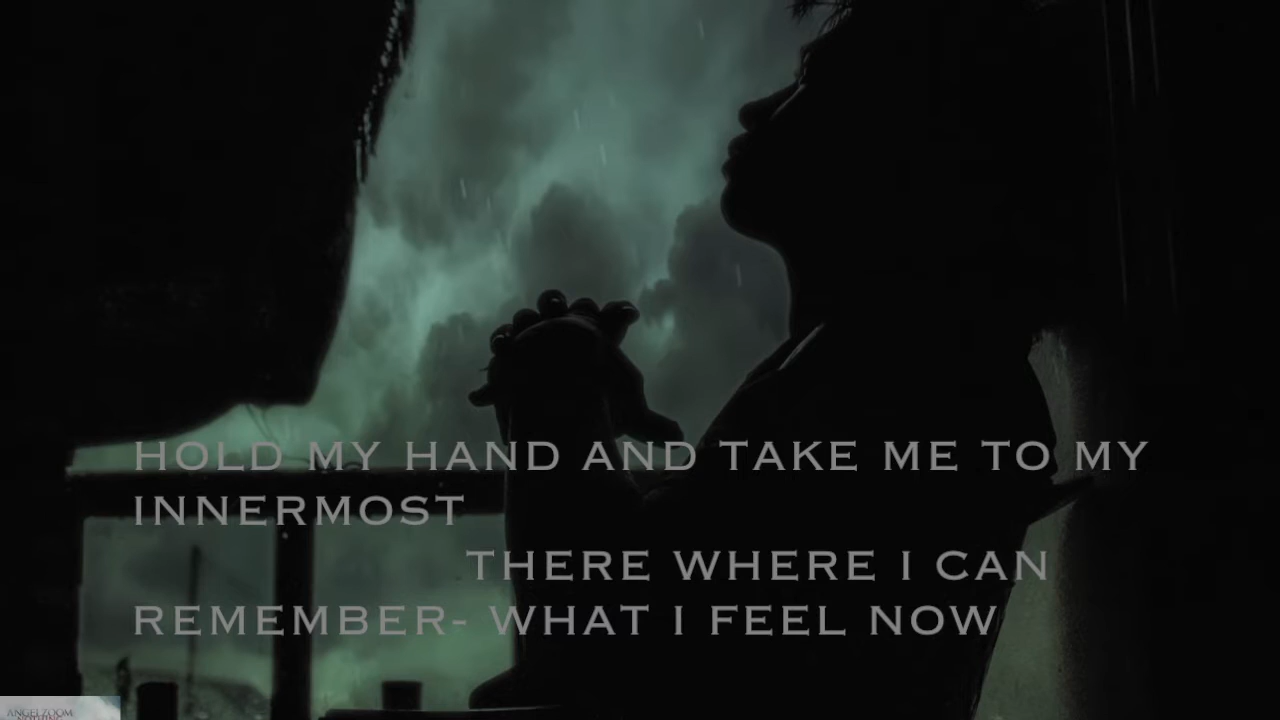 HOLD MY HAND AND TAKE ME TO MY
INNERMOST
THERE WHERE I CAN
REMEMBER- WHAT I FEEL NOW
ANGELZOOM